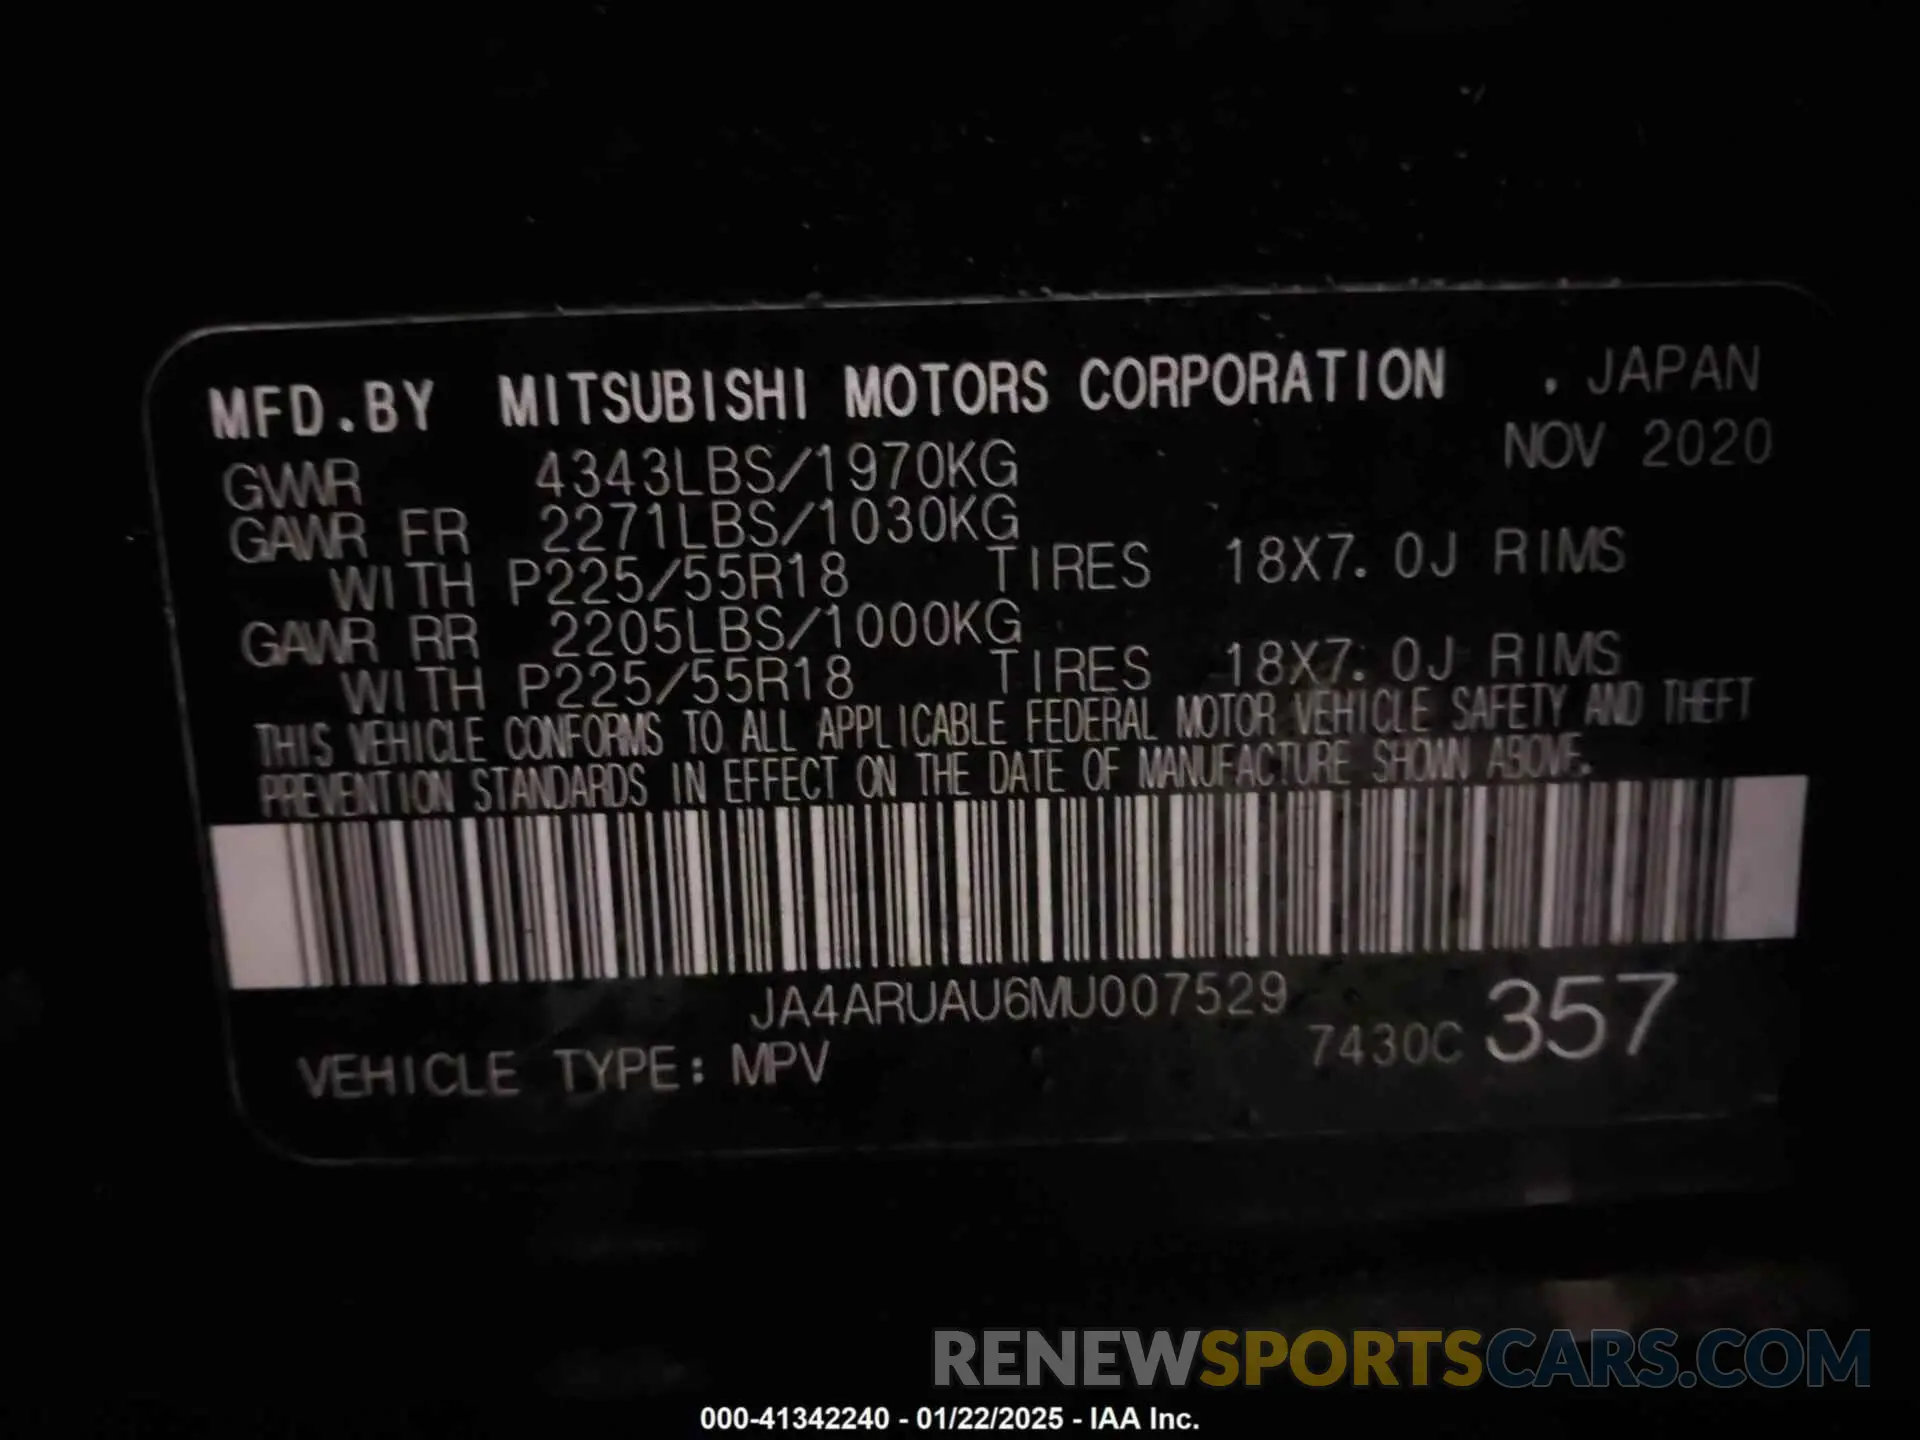 MFD.BY MITSUBISHI MOTORS CORPORATION . JAPAN
NOV 2020
GWWR 4343LBS/1970KG
GAWR FR 2271LBS/1030KG
WITH P225/55R18 TIRES 18X7.0J RIMS
GAWR RR 2205LBS/1000KG
WITH P225/55R18 TIRES 18X7.0J RIMS
THIS VEHICLE CONFORMS TO ALL APPLICABLE FEDERAL MOTOR VEHICLE SAFETY AND THEFT
PREVENTION STANDARDS IN EFFECT ON THE DATE OF MANUFACTURE SHOWN ABOVE.
JA4ARUAU6MU007529
7430C 357
VEHICLE TYPE: MPV
RENEWSPORTSCARS.COM
000-41342240 - 01/22/2025 - IAA Inc.